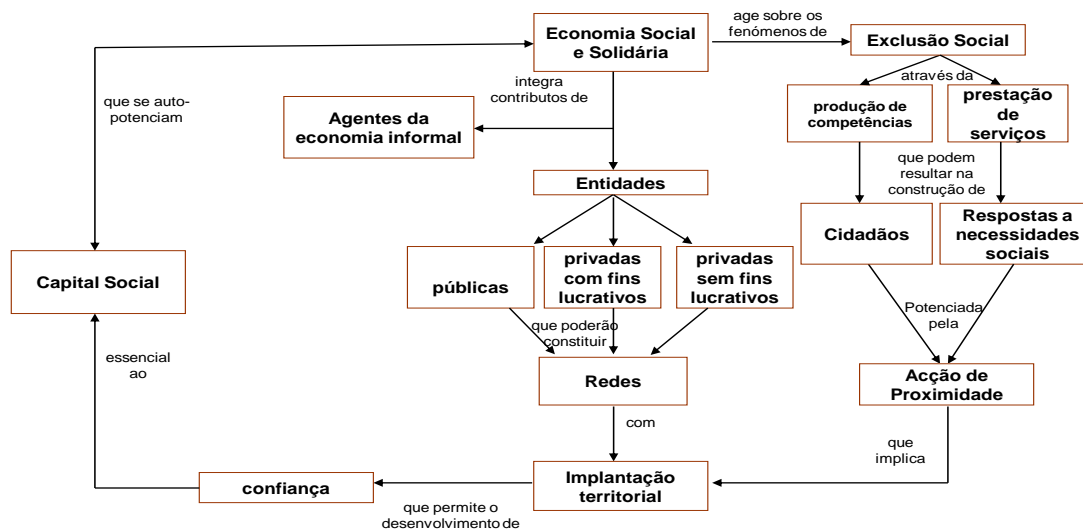 Economia Social
e Solidária
age sobre os
fenómenos de
Exclusão Social
que se auto-
potenciam
integra
contributos de
Agentes da
economia informal
através da
produção de
competências
prestação
de
serviços
Entidades
que podem
resultar na
construção de
Cidadãos
Respostas a
necessidades
sociais
Capital Social
públicas
privadas
com fins
lucrativos
privadas
sem fins
lucrativos
que poderão
constituir
Potenciada
pela
essencial
ao
Redes
Acção de
Proximidade
com
que
implica
confiança
Implantação
territorial
que permite o
desenvolvimento de